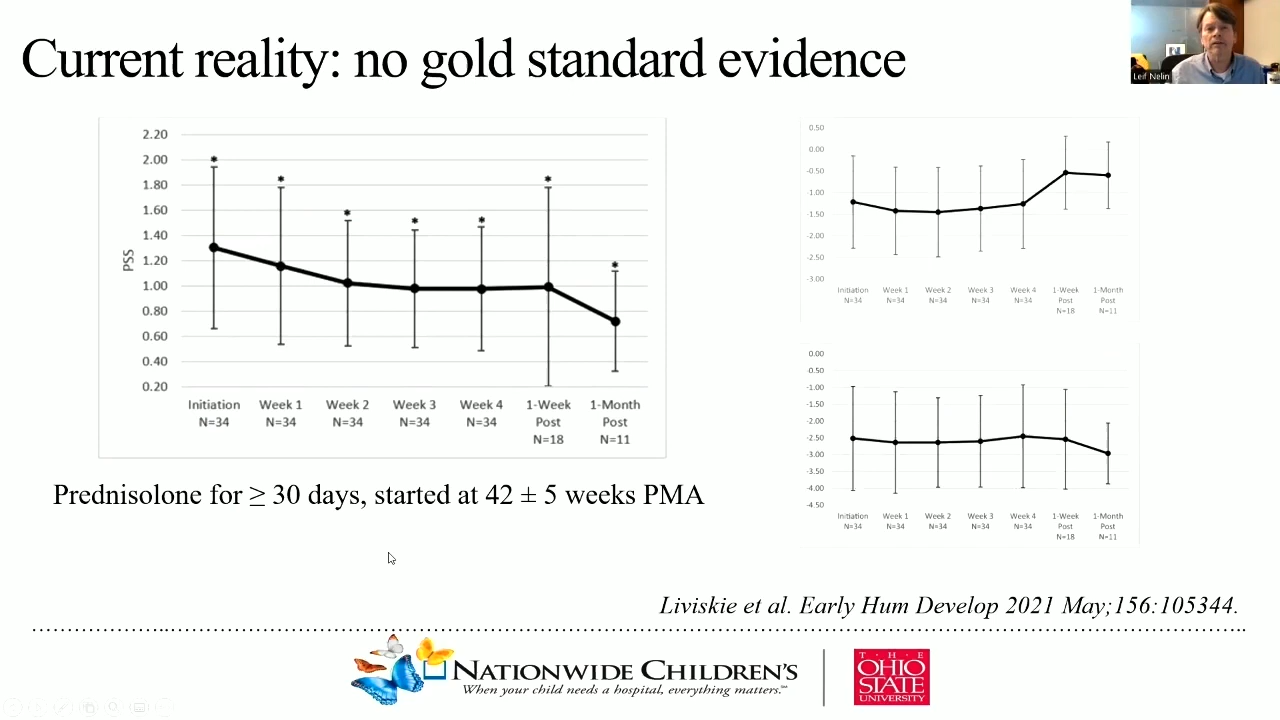 Current reality: no gold standard evidence
Leif Nelin
2.20
2.00
1.80
1.60
1.40
1.20
1.00
0.80
0.60
0.40
0.20
PSS
* * * * * * *
Initiation Week 1 Week 2 Week 3 Week 4 1-Week 1-Month
N=34 N=34 N=34 N=34 N=34 Post Post
N=18 N=11
0.50
0.00
-0.50
-1.00
-1.50
-2.00
-2.50
-3.00
Initiation Week 1 Week 2 Week 3 Week 4 1-Week 1-Month
N=34 N=34 N=34 N=34 N=34 Post Post
N=18 N=11
0.00
-0.50
-1.00
-1.50
-2.00
-2.50
-3.00
-3.50
-4.00
-4.50
Initiation Week 1 Week 2 Week 3 Week 4 1-Week 1-Month
N=34 N=34 N=34 N=34 N=34 Post Post
N=18 N=11
Prednisolone for ≥ 30 days, started at 42 ± 5 weeks PMA
Liviskie et al. Early Hum Develop 2021 May;156:105344.
NATIONWIDE CHILDREN'S
When your child needs a hospital, everything matters.℠
T · H · E
OHIO
STATE
UNIVERSITY